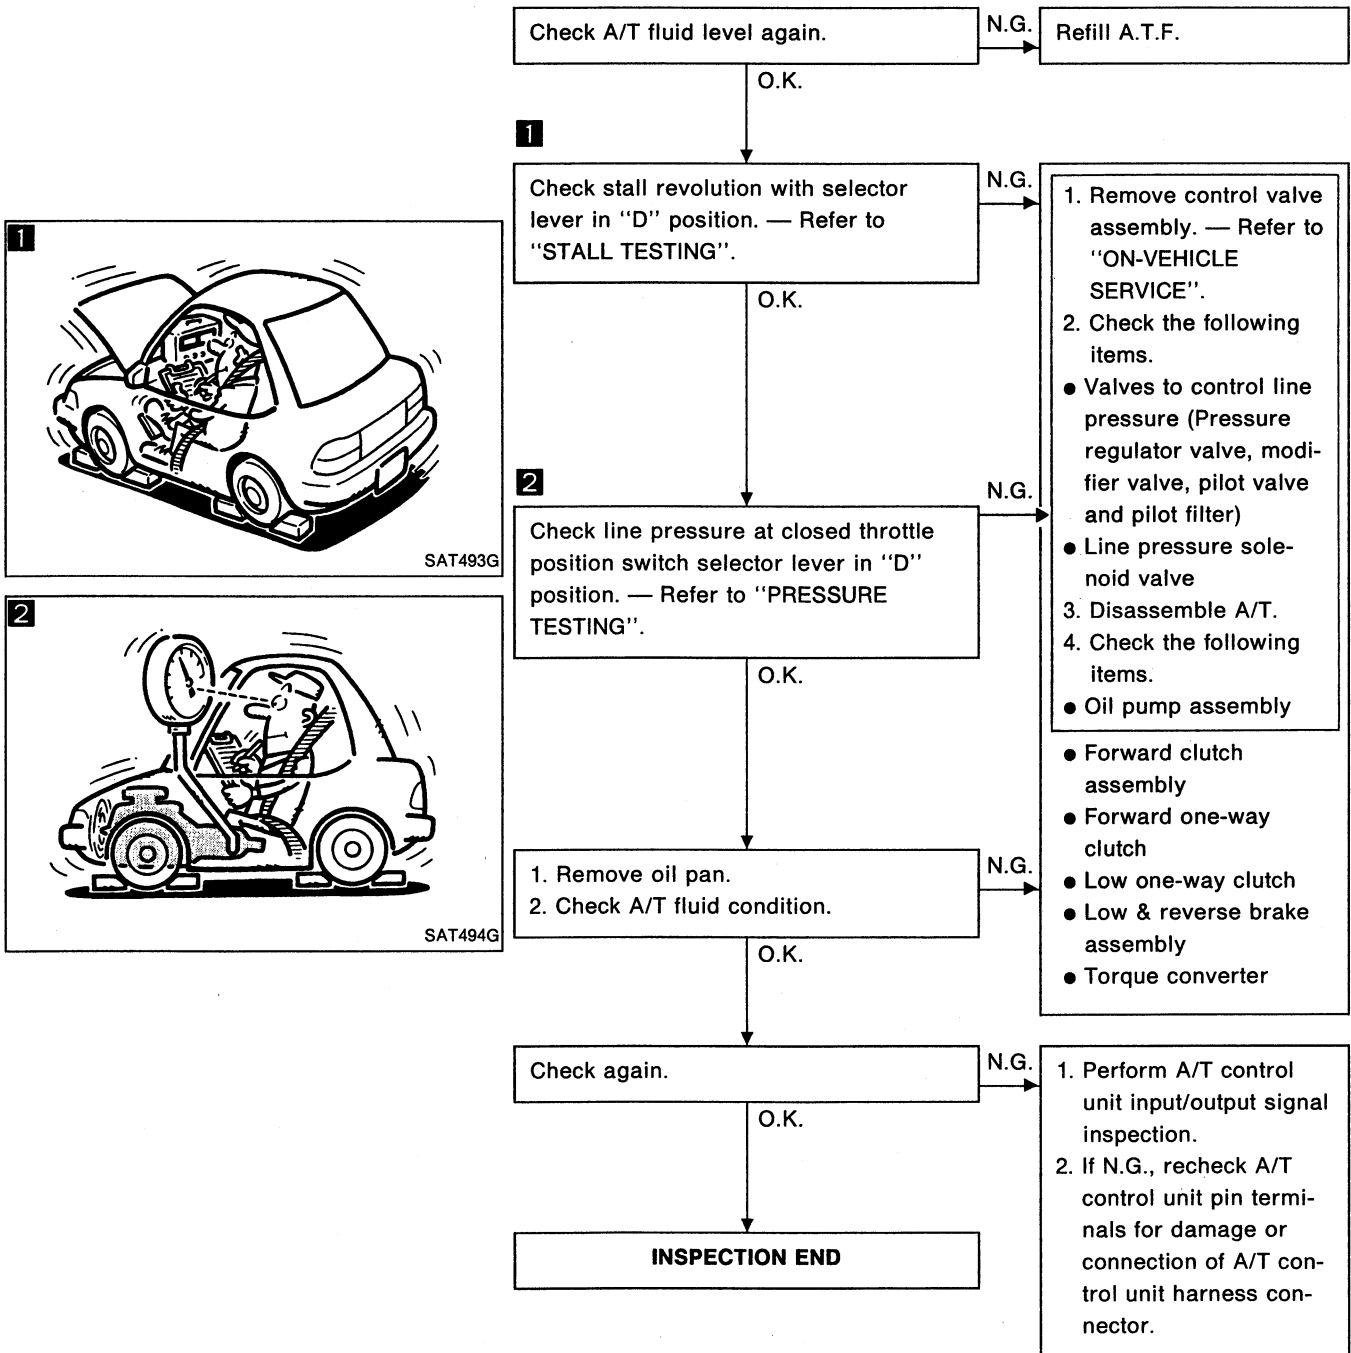 Check A/T fluid level again.
N.G.
Refill A.T.F.
O.K.
1
Check stall revolution with selector
lever in "D" position. — Refer to
"STALL TESTING".
N.G.
O.K.
1. Remove control valve
assembly. — Refer to
"ON-VEHICLE
SERVICE".
2. Check the following
items.
● Valves to control line
pressure (Pressure
regulator valve, modi-
fier valve, pilot valve
and pilot filter)
● Line pressure sole-
noid valve
3. Disassemble A/T.
4. Check the following
items.
● Oil pump assembly
● Forward clutch
assembly
● Forward one-way
clutch
● Low one-way clutch
● Low & reverse brake
assembly
● Torque converter
1
SAT493G
2
Check line pressure at closed throttle
position switch selector lever in "D"
position. — Refer to "PRESSURE
TESTING".
N.G.
O.K.
2
SAT494G
1. Remove oil pan.
2. Check A/T fluid condition.
N.G.
O.K.
Check again.
N.G.
O.K.
1. Perform A/T control
unit input/output signal
inspection.
2. If N.G., recheck A/T
control unit pin termi-
nals for damage or
connection of A/T con-
trol unit harness con-
nector.
INSPECTION END